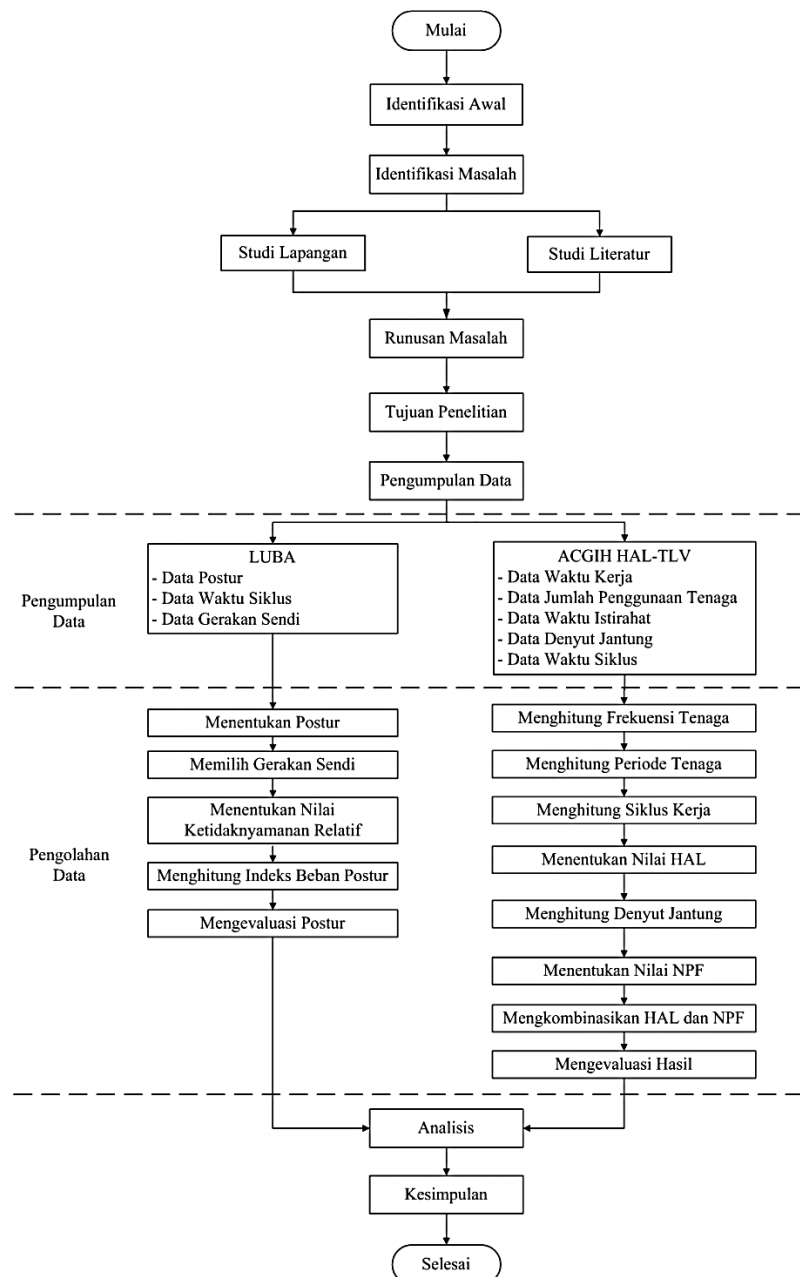 Mulai
Identifikasi Awal
Identifikasi Masalah
Studi Lapangan
Studi Literatur
Runusan Masalah
Tujuan Penelitian
Pengumpulan Data
Pengumpulan
Data
LUBA
- Data Postur
- Data Waktu Siklus
- Data Gerakan Sendi
ACGIH HAL-TLV
- Data Waktu Kerja
- Data Jumlah Penggunaan Tenaga
- Data Waktu Istirahat
- Data Denyut Jantung
- Data Waktu Siklus
Pengolahan
Data
Menentukan Postur
Memilih Gerakan Sendi
Menentukan Nilai
Ketidaknyamanan Relatif
Menghitung Indeks Beban Postur
Mengevaluasi Postur
Menghitung Frekuensi Tenaga
Menghitung Periode Tenaga
Menghitung Siklus Kerja
Menentukan Nilai HAL
Menghitung Denyut Jantung
Menentukan Nilai NPF
Mengkombinasikan HAL dan NPF
Mengevaluasi Hasil
Analisis
Kesimpulan
Selesai